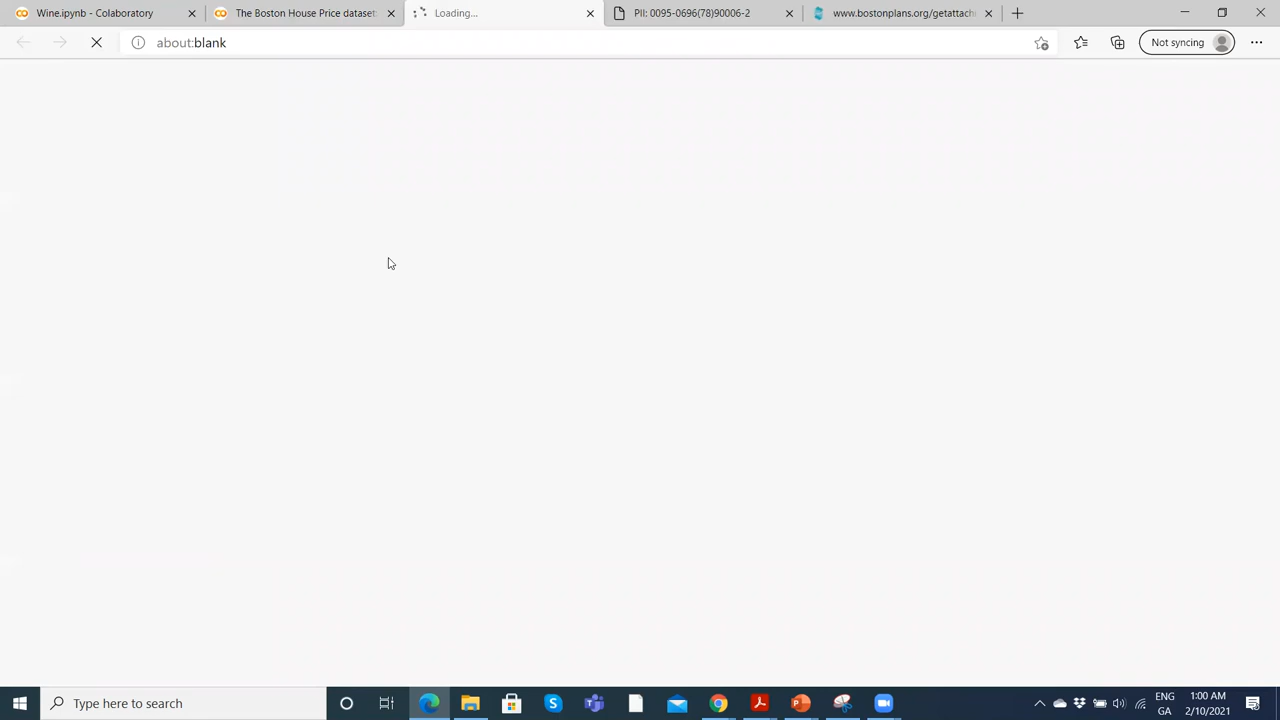 Wine.ipynb - Colaboratory
The Boston House Price dataset
Loading...
PII: 0095-0696(78)90006-2
www.bostonplans.org/getattach
about:blank
Not syncing
Type here to search
ENG
GA
1:00 AM
2/10/2021